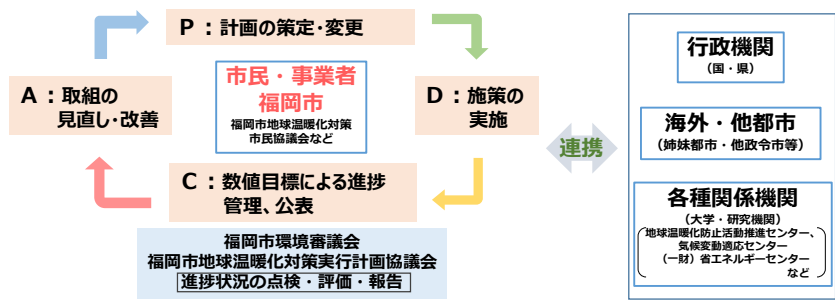 P：計画の策定・変更
A：取組の
見直し・改善
市民・事業者
福岡市
福岡市地球温暖化対策
市民協議会など
D：施策の
実施
C：数値目標による進捗
管理、公表
福岡市環境審議会
福岡市地球温暖化対策実行計画協議会
進捗状況の点検・評価・報告
連携
行政機関
（国・県）
海外・他都市
（姉妹都市・他政令市等）
各種関係機関
（大学・研究機関）
地球温暖化防止活動推進センター、
気候変動適応センター
（一財）省エネルギーセンター
など